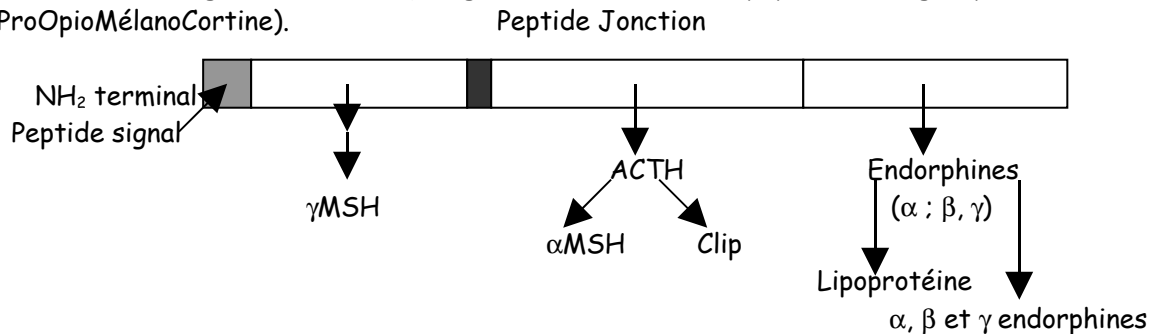 ProOpioMélanoCortine). Peptide Jonction
NH₂ terminal
Peptide signal
ACTH
Endorphines
γMSH
(α ; β, γ)
αMSH
Clip
Lipoprotéine
α, β et γ endorphines